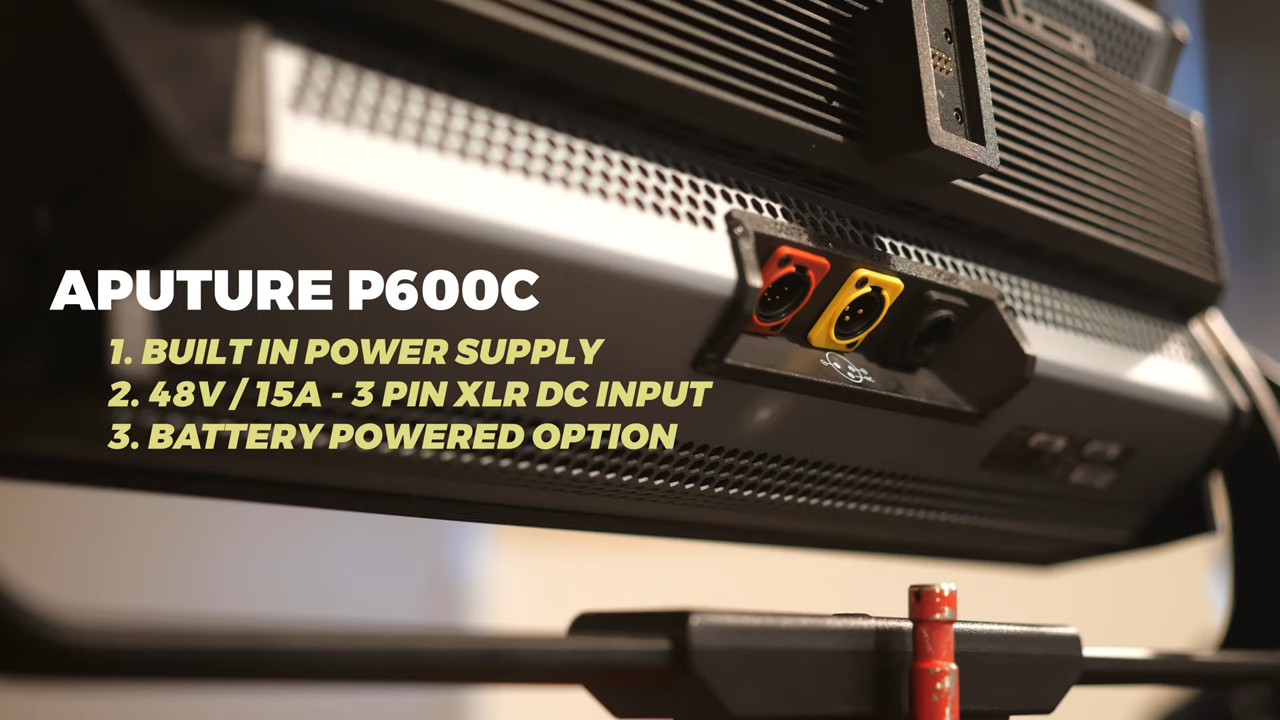 APUTURE P600C
1. BUILT IN POWER SUPPLY
2. 48V / 15A - 3 PIN XLR DC INPUT
3. BATTERY POWERED OPTION